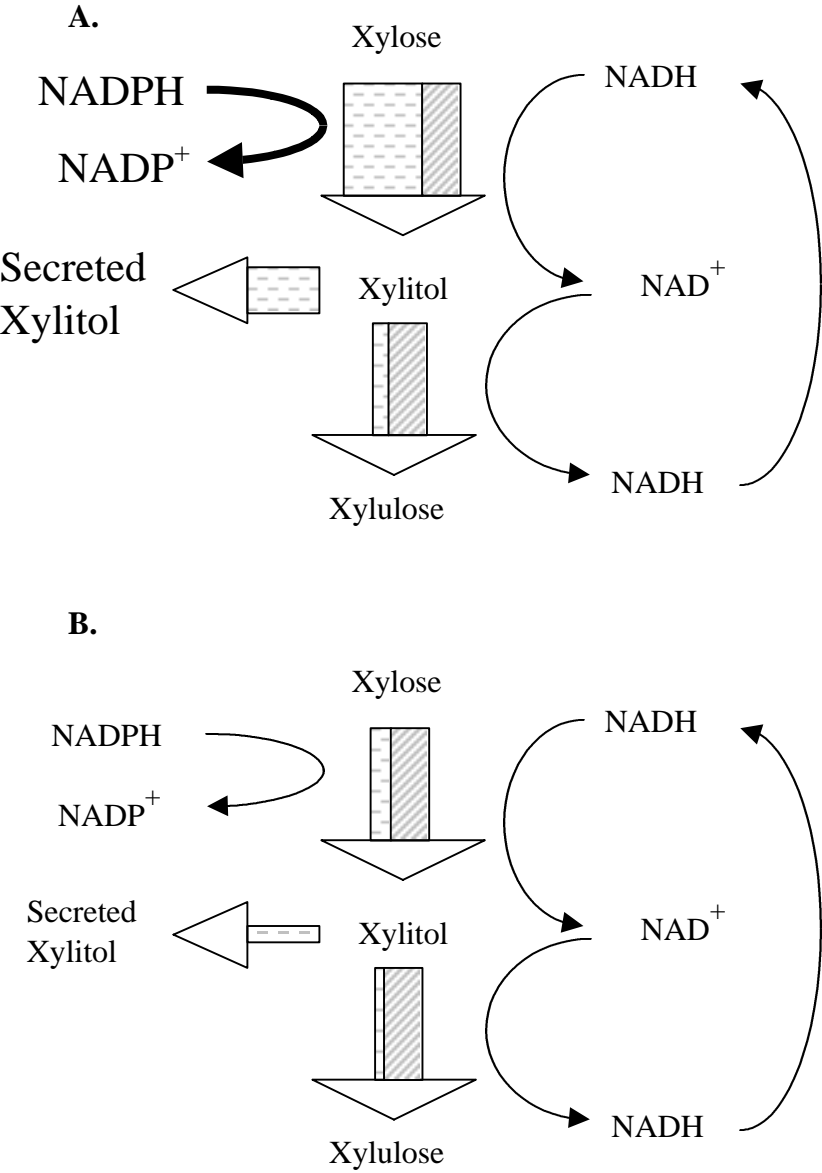 A.
Xylose
NADPH
NADH
NADP+
Secreted
Xylitol
Xylitol
NAD+
NADH
Xylulose
B.
Xylose
NADPH
NADH
NADP+
Secreted
Xylitol
Xylitol
NAD+
NADH
Xylulose